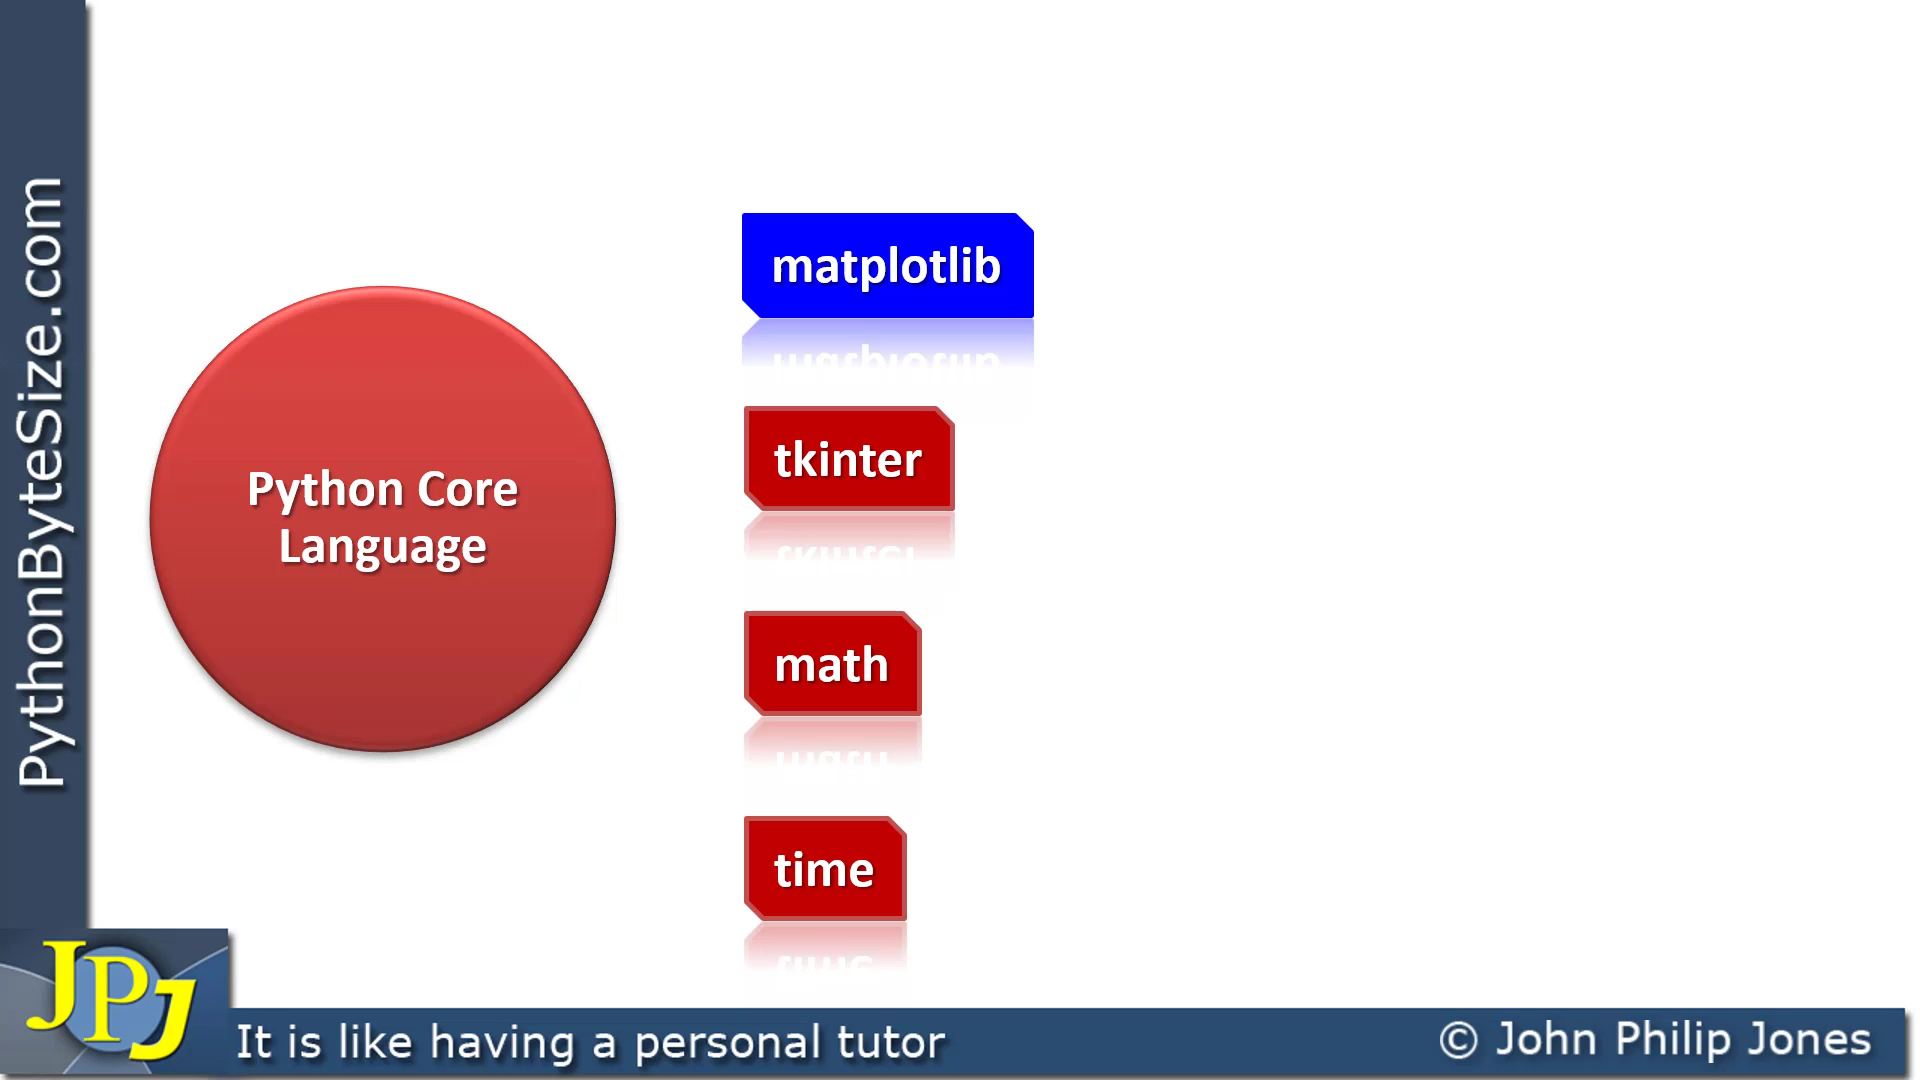 PythonByteSize.com
Python Core
Language
matplotlib
tkinter
math
time
JPJ
It is like having a personal tutor
© John Philip Jones